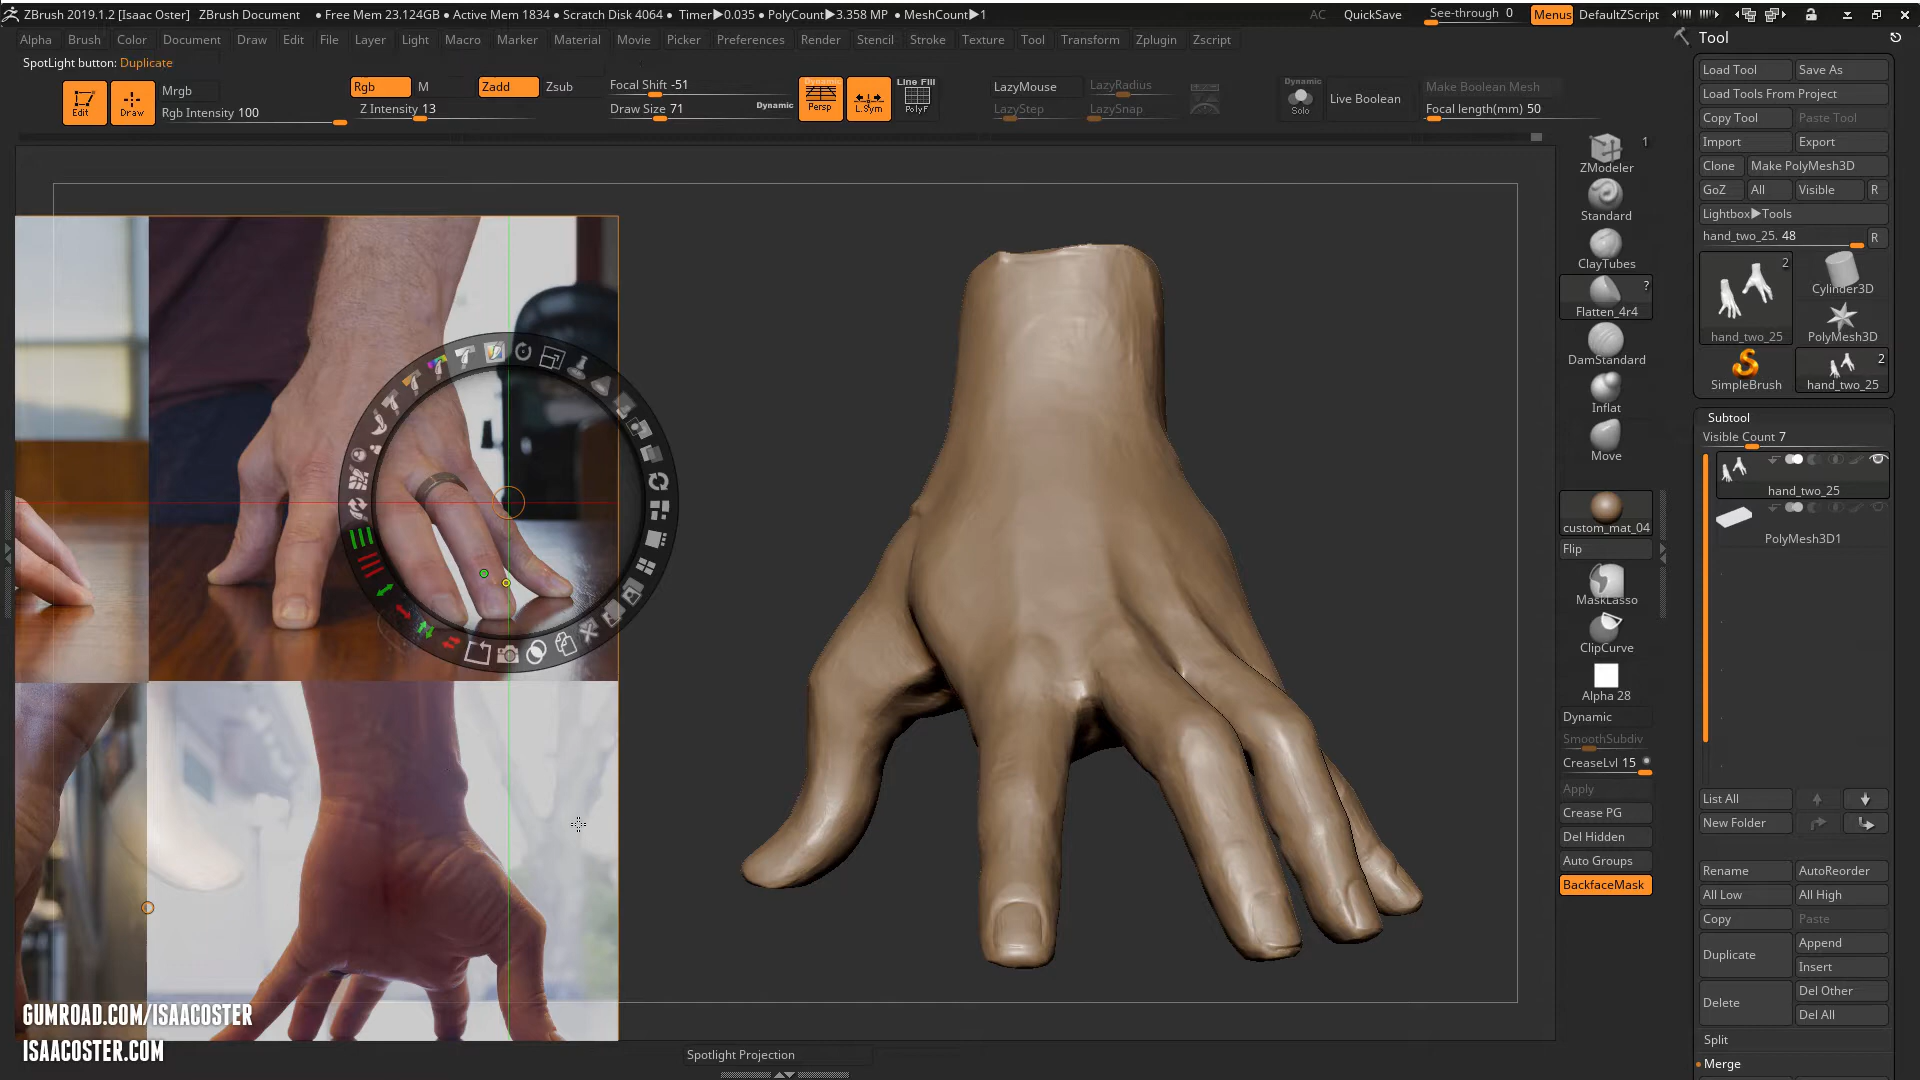 ZBrush 2019.1.2 [Isaac Oster] ZBrush Document • Free Mem 23.124GB • Active Mem 1834 • Scratch Disk 4064 • Timer▶0.035 • PolyCount▶3.358 MP • MeshCount▶1 AC QuickSave See-through 0 Menus DefaultZScript
Alpha Brush Color Document Draw Edit File Layer Light Macro Marker Material Movie Picker Preferences Render Stencil Stroke Texture Tool Transform Zplugin Zscript
SpotLight button: Duplicate
Edit
Draw
Mrgb
Rgb Intensity 100
Rgb M
Zadd Zsub
Z Intensity 13
Focal Shift -51
Draw Size 71
Dynamic
Dynamic
Persp
L.Sym
Line Fill
PolyF
LazyMouse LazyRadius
LazyStep LazySnap
Dynamic
Solo
Live Boolean
Make Boolean Mesh
Focal length(mm) 50
1
ZModeler
Standard
ClayTubes
?
Flatten_4r4
DamStandard
Inflat
Move
custom_mat_04
Flip
MaskLasso
ClipCurve
Alpha 28
Dynamic
SmoothSubdiv
CreaseLvl 15
Apply
Crease PG
Del Hidden
Auto Groups
BackfaceMask
Tool
Load Tool Save As
Load Tools From Project
Copy Tool Paste Tool
Import Export
Clone Make PolyMesh3D
GoZ All Visible R
Lightbox▶Tools
hand_two_25. 48 R
2
hand_two_25
Cylinder3D
PolyMesh3D
SimpleBrush
2
hand_two_25
Subtool
Visible Count 7
hand_two_25
PolyMesh3D1
List All
New Folder
Rename AutoReorder
All Low All High
Copy Paste
Duplicate Append
Insert
Delete Del Other
Del All
Split
Merge
GUMROAD.COM/ISAACOSTER
ISAACOSTER.COM
Spotlight Projection